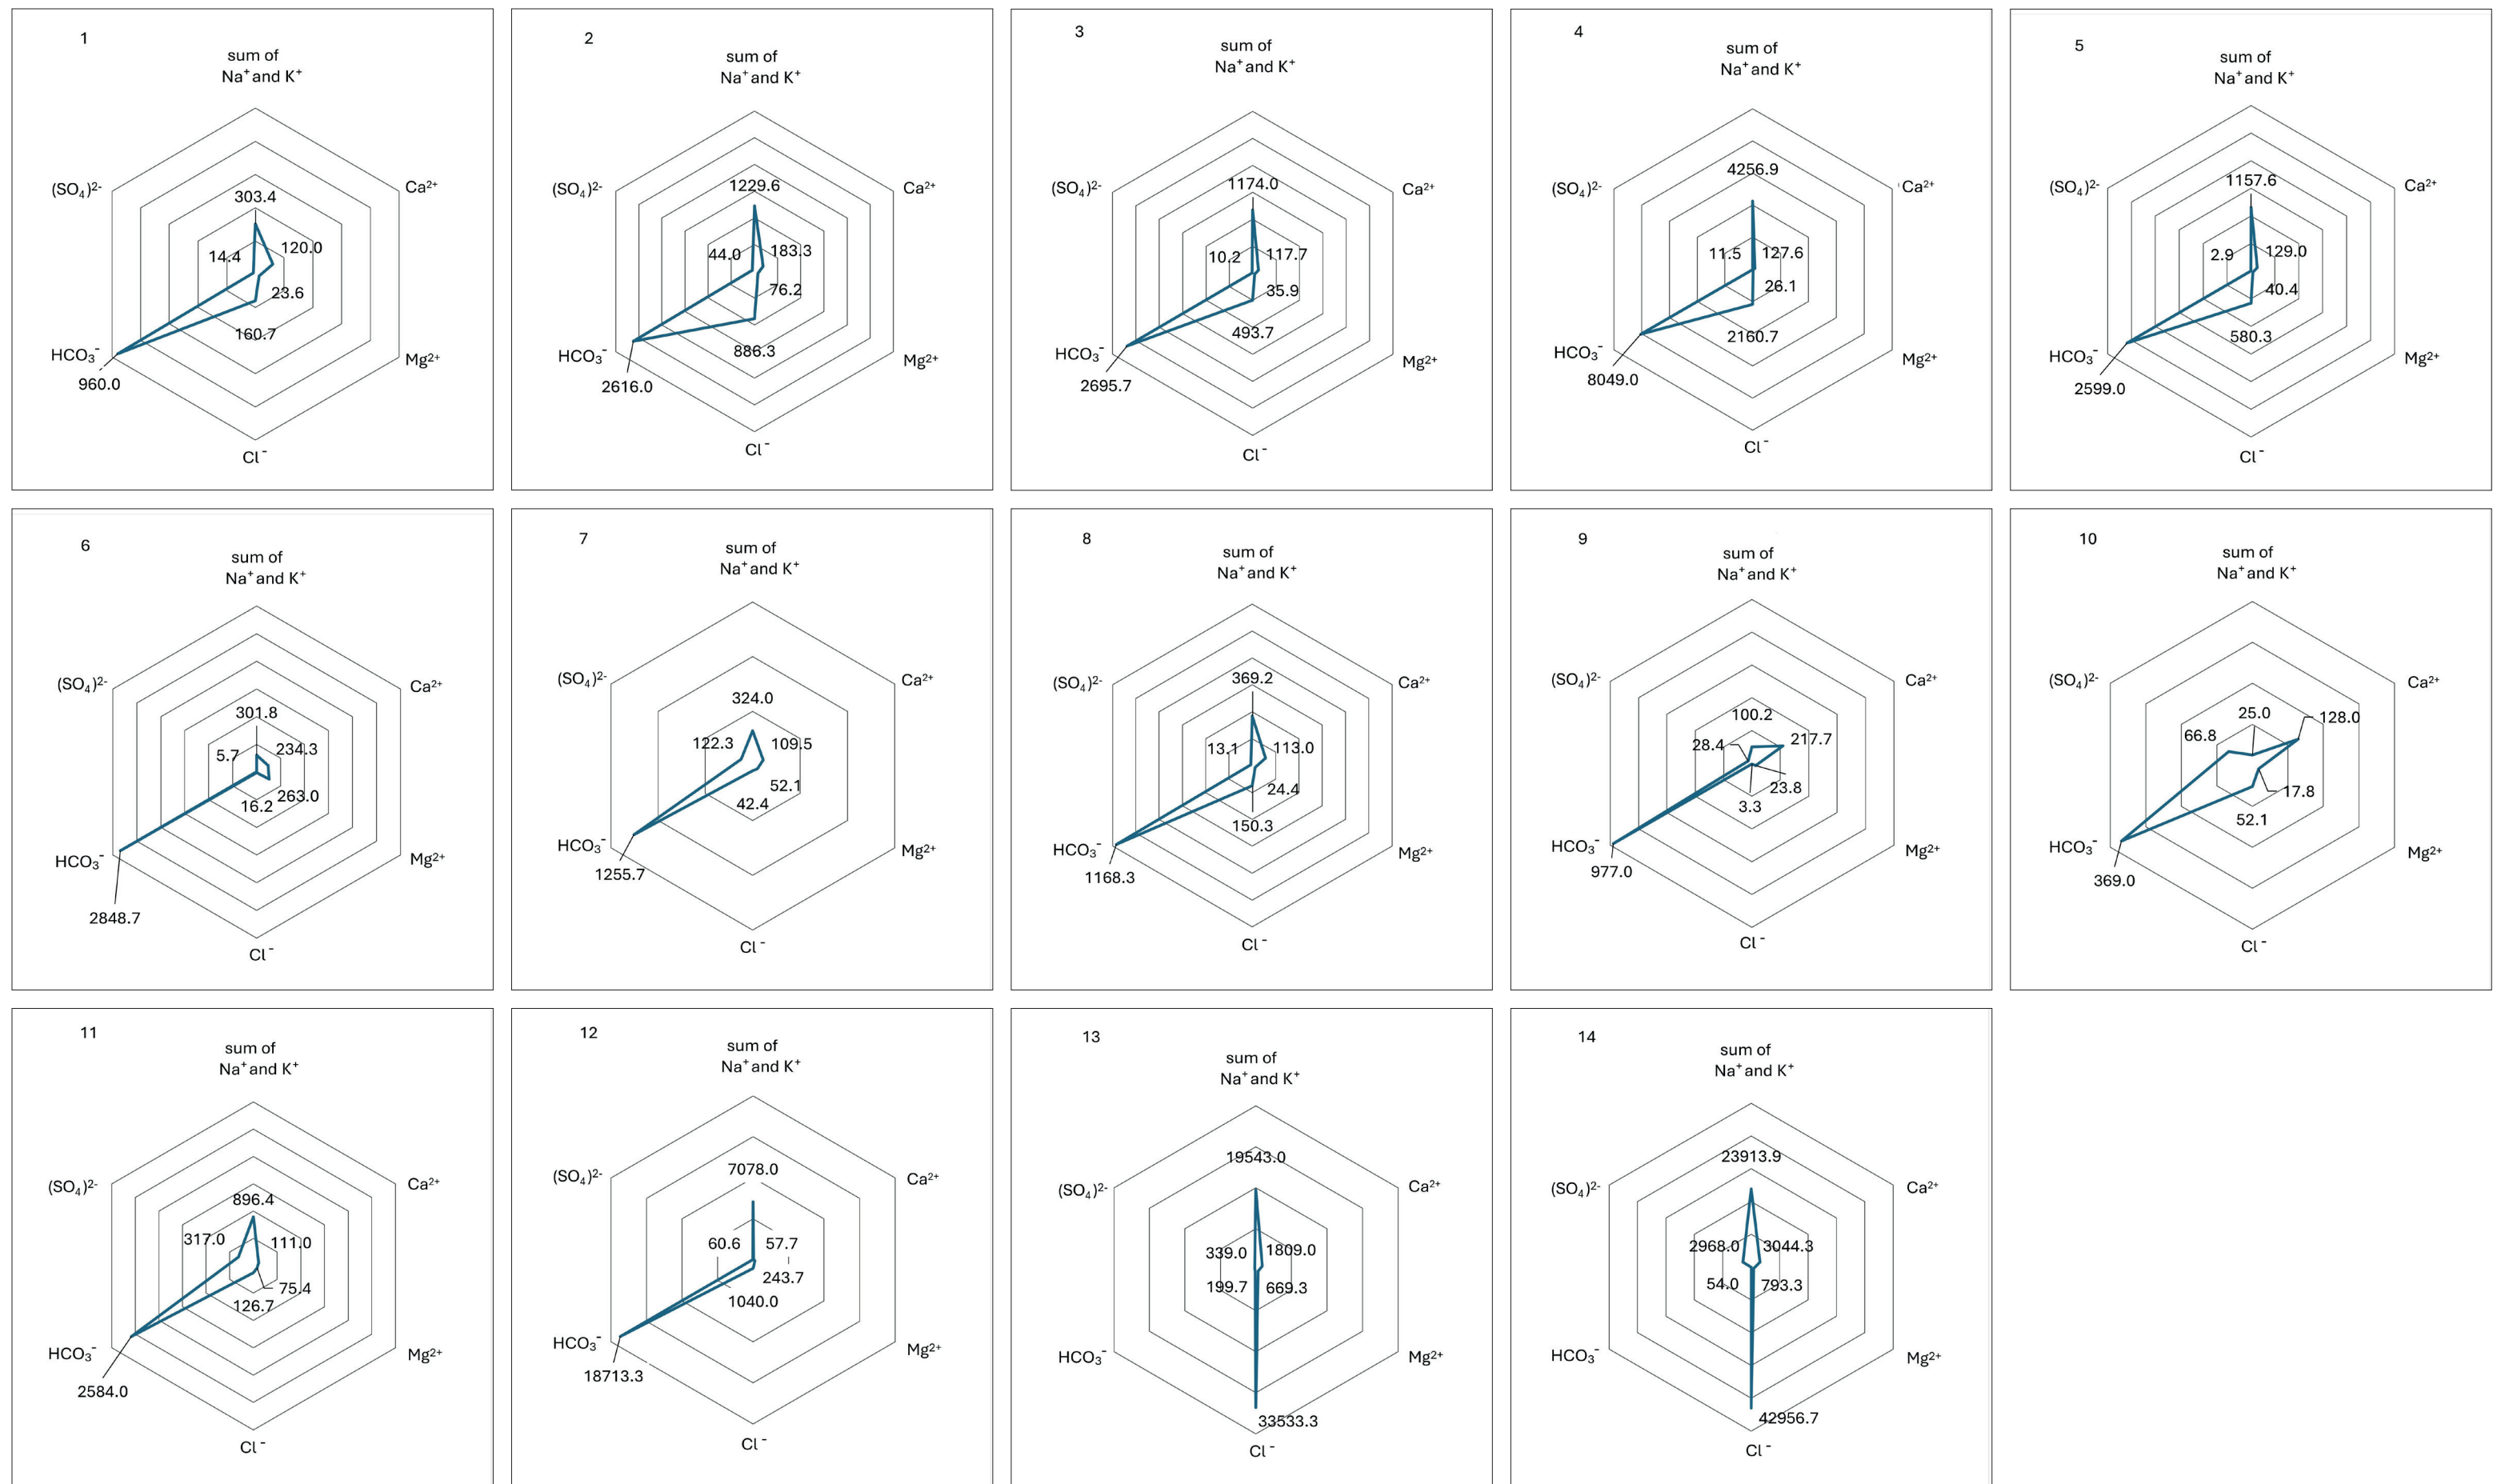 1
sum of
Na⁺and K⁺
303.4
(SO₄)²⁻
Ca²⁺
14.4
120.0
23.6
160.7
HCO₃⁻
Mg²⁺
960.0
Cl⁻
2
sum of
Na⁺and K⁺
1229.6
(SO₄)²⁻
Ca²⁺
44.0
183.3
76.2
886.3
HCO₃⁻
Mg²⁺
2616.0
Cl⁻
3
sum of
Na⁺and K⁺
1174.0
(SO₄)²⁻
Ca²⁺
10.2
117.7
35.9
493.7
HCO₃⁻
Mg²⁺
2695.7
Cl⁻
4
sum of
Na⁺and K⁺
4256.9
(SO₄)²⁻
Ca²⁺
11.5
127.6
26.1
2160.7
HCO₃⁻
Mg²⁺
8049.0
Cl⁻
5
sum of
Na⁺and K⁺
1157.6
(SO₄)²⁻
Ca²⁺
2.9
129.0
40.4
580.3
HCO₃⁻
Mg²⁺
2599.0
Cl⁻
6
sum of
Na⁺and K⁺
(SO₄)²⁻
Ca²⁺
301.8
5.7
234.3
263.0
16.2
HCO₃⁻
Mg²⁺
2848.7
Cl⁻
7
sum of
Na⁺and K⁺
(SO₄)²⁻
Ca²⁺
324.0
122.3
109.5
52.1
42.4
HCO₃⁻
Mg²⁺
1255.7
Cl⁻
8
sum of
Na⁺and K⁺
369.2
(SO₄)²⁻
Ca²⁺
13.1
113.0
24.4
150.3
HCO₃⁻
Mg²⁺
1168.3
Cl⁻
9
sum of
Na⁺and K⁺
(SO₄)²⁻
Ca²⁺
100.2
28.4
217.7
23.8
3.3
HCO₃⁻
Mg²⁺
977.0
Cl⁻
10
sum of
Na⁺and K⁺
(SO₄)²⁻
Ca²⁺
25.0
128.0
66.8
17.8
52.1
HCO₃⁻
Mg²⁺
369.0
Cl⁻
11
sum of
Na⁺and K⁺
(SO₄)²⁻
Ca²⁺
896.4
317.0
111.0
75.4
126.7
HCO₃⁻
Mg²⁺
2584.0
Cl⁻
12
sum of
Na⁺and K⁺
7078.0
(SO₄)²⁻
Ca²⁺
60.6
57.7
243.7
1040.0
HCO₃⁻
Mg²⁺
18713.3
Cl⁻
13
sum of
Na⁺and K⁺
19543.0
(SO₄)²⁻
Ca²⁺
339.0
1809.0
199.7
669.3
HCO₃⁻
Mg²⁺
33533.3
Cl⁻
14
sum of
Na⁺and K⁺
23913.9
(SO₄)²⁻
Ca²⁺
2968.0
3044.3
54.0
793.3
HCO₃⁻
Mg²⁺
42956.7
Cl⁻